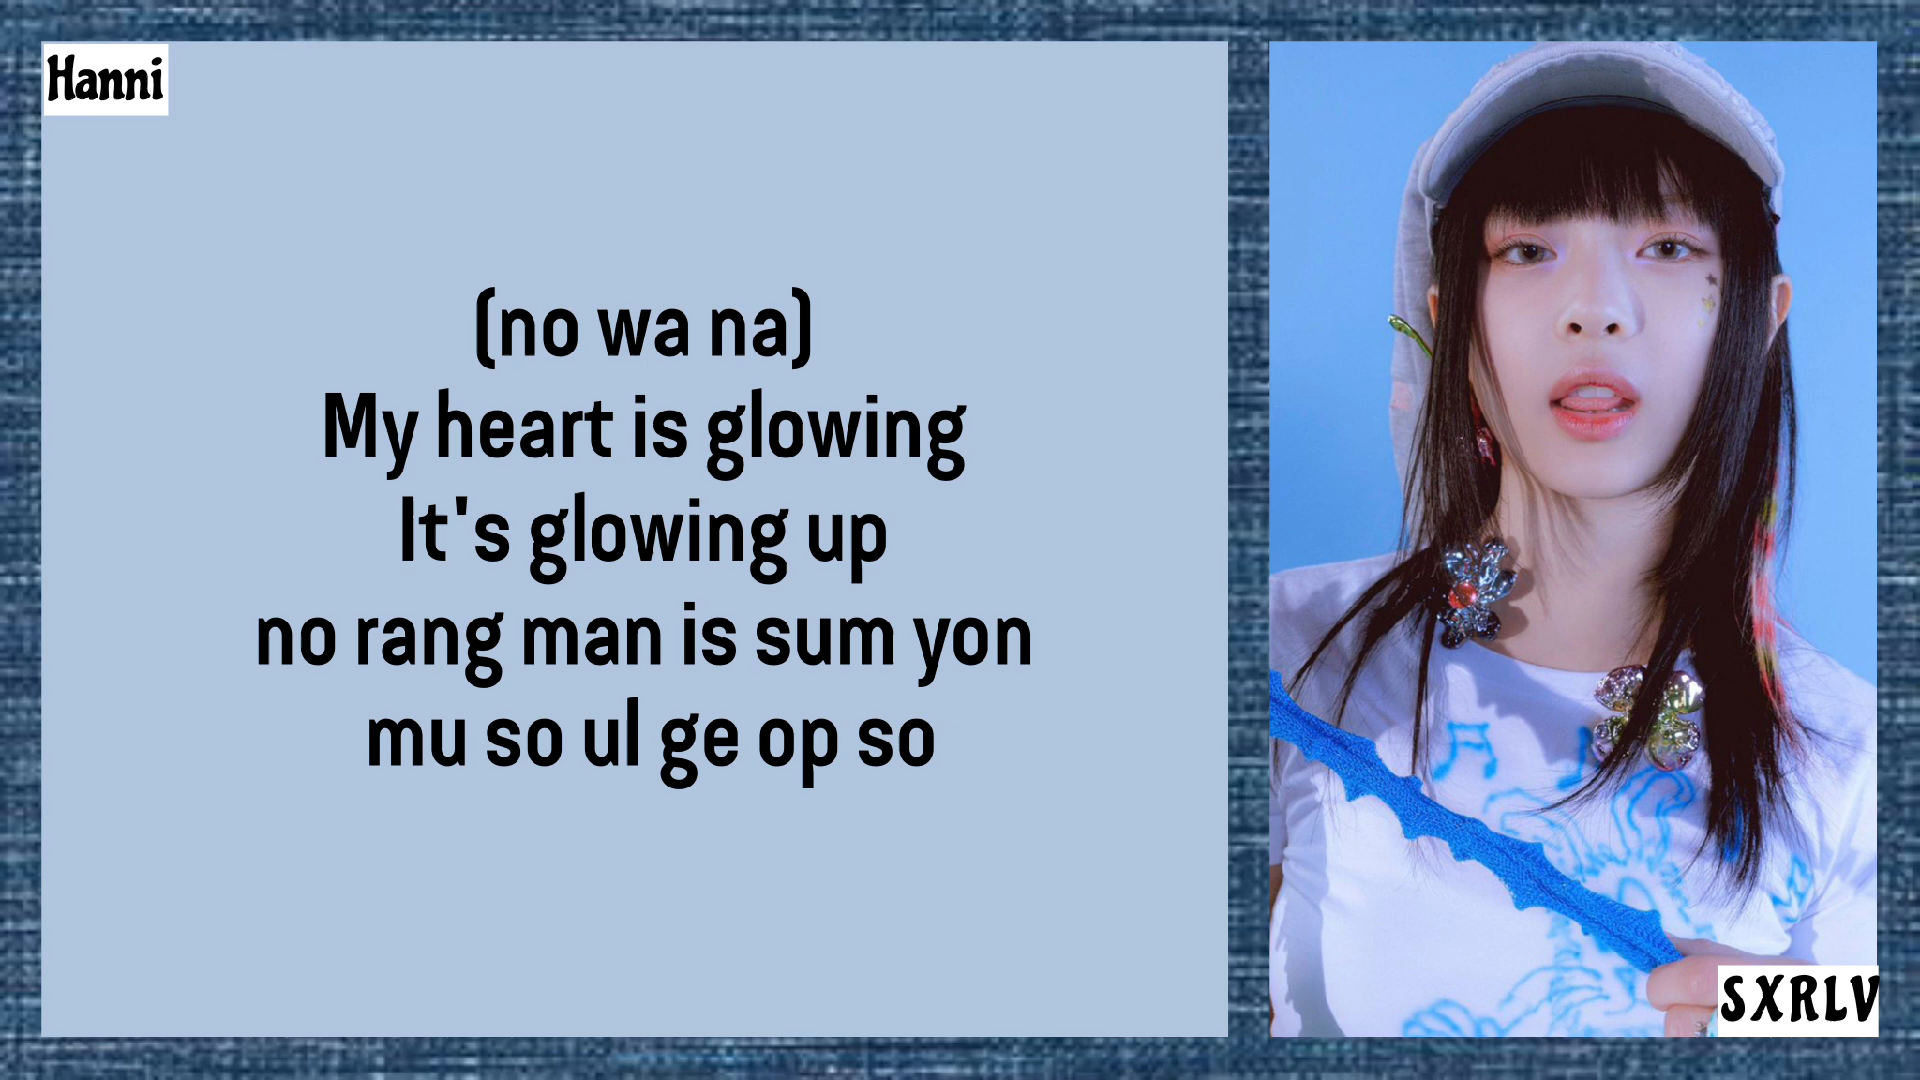 Hanni
(no wa na)
My heart is glowing
It's glowing up
no rang man is sum yon
mu so ul ge op so
SXRLV